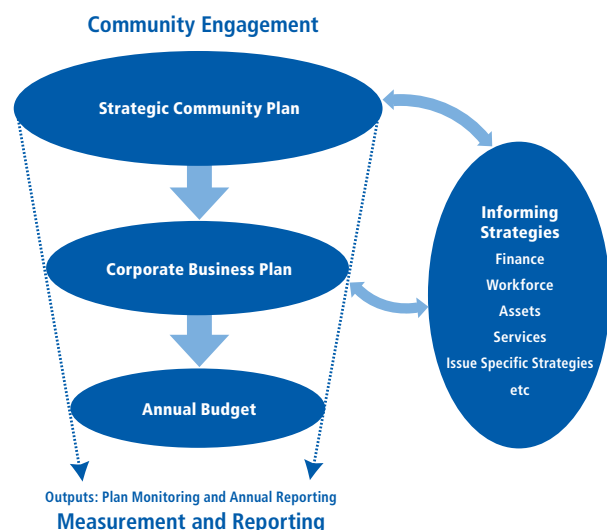 Community Engagement
Strategic Community Plan
Corporate Business Plan
Annual Budget
Informing
Strategies
Finance
Workforce
Assets
Services
Issue Specific Strategies
etc
Outputs: Plan Monitoring and Annual Reporting
Measurement and Reporting